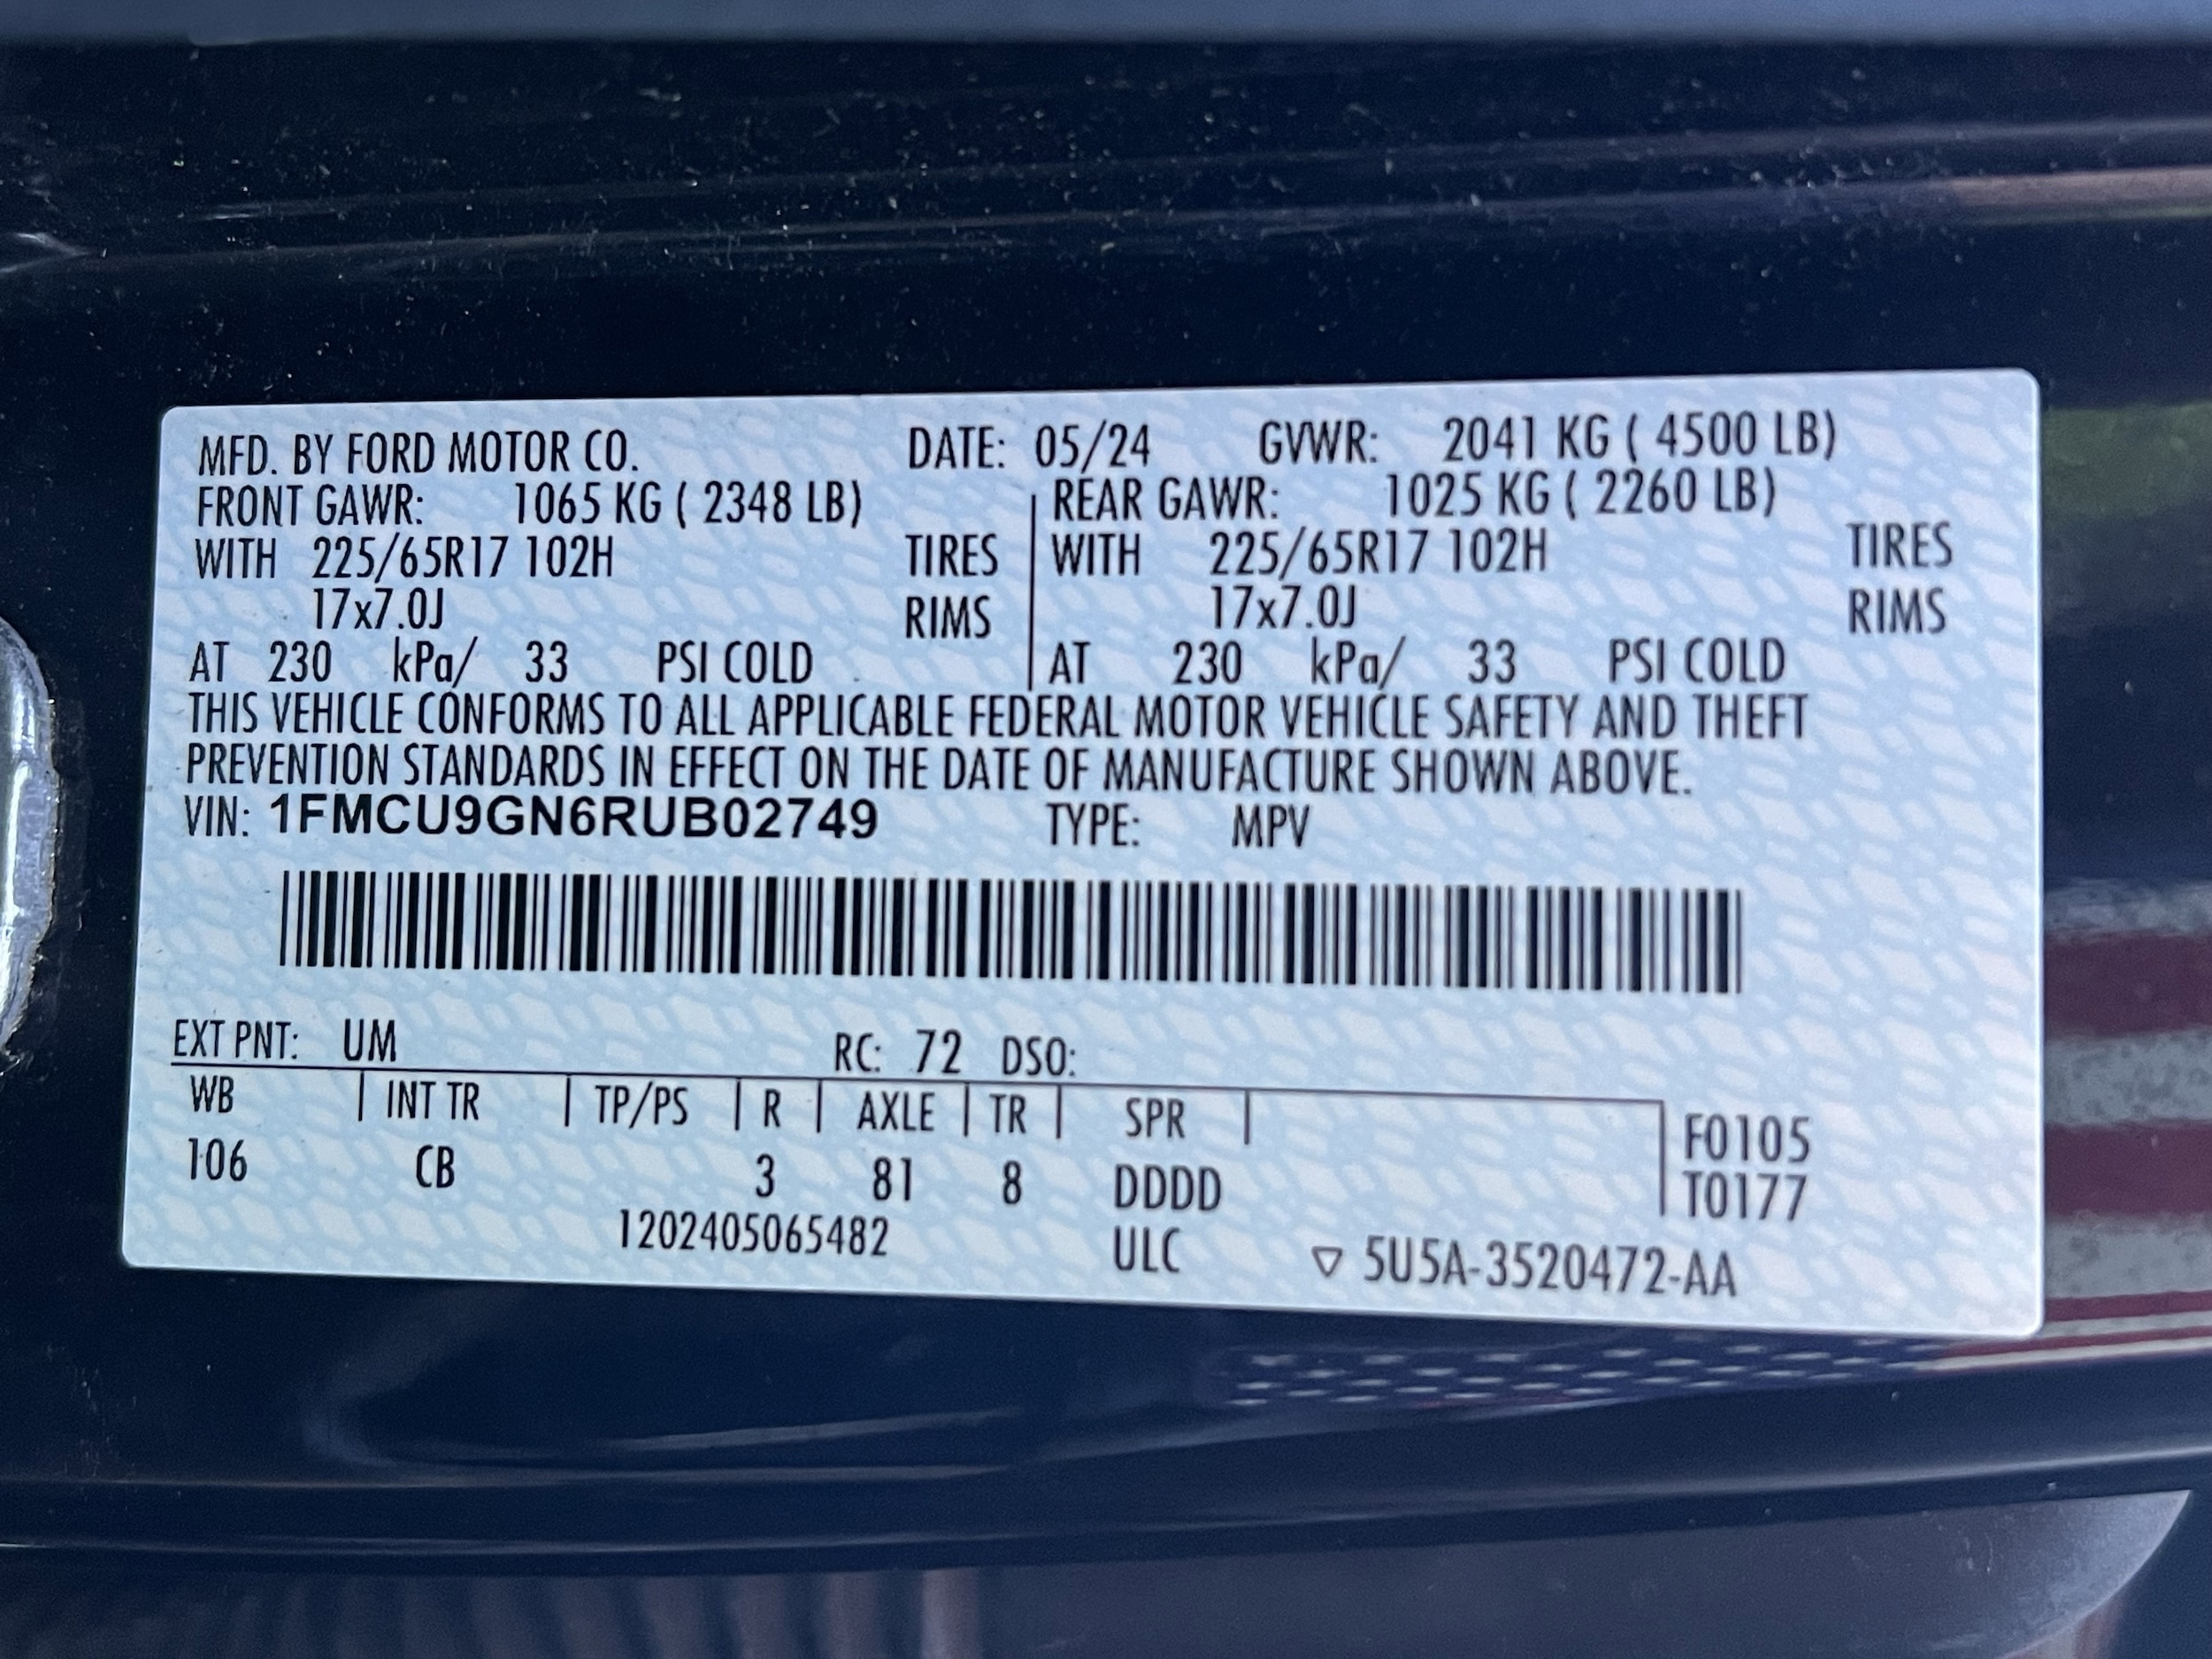 MFD. BY FORD MOTOR CO. DATE: 05/24 GVWR: 2041 KG ( 4500 LB)
FRONT GAWR: 1065 KG ( 2348 LB) REAR GAWR: 1025 KG ( 2260 LB)
WITH 225/65R17 102H TIRES WITH 225/65R17 102H TIRES
17x7.0J RIMS 17x7.0J RIMS
AT 230 kPa/ 33 PSI COLD AT 230 kPa/ 33 PSI COLD
THIS VEHICLE CONFORMS TO ALL APPLICABLE FEDERAL MOTOR VEHICLE SAFETY AND THEFT
PREVENTION STANDARDS IN EFFECT ON THE DATE OF MANUFACTURE SHOWN ABOVE.
VIN: 1FMCU9GN6RUB02749 TYPE: MPV
EXT PNT: UM RC: 72 DSO:
WB | INT TR | TP/PS | R | AXLE | TR | SPR | F0105
106 CB 3 81 8 DDDD T0177
1202405065482 ULC ▽ 5U5A-3520472-AA